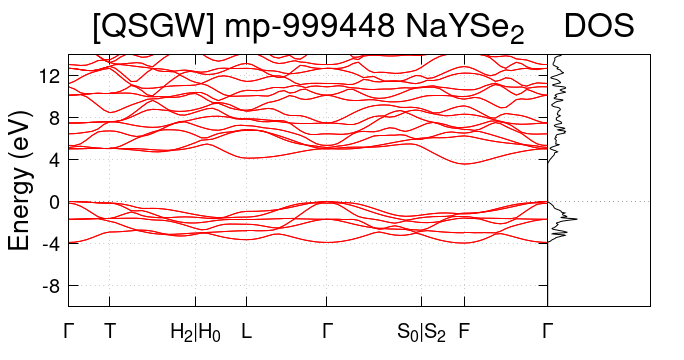 [QSGW] mp-999448 NaYSe₂ DOS
Energy (eV)
12
8
4
0
-4
-8
Γ T H₂|H₀ L Γ S₀|S₂ F Γ